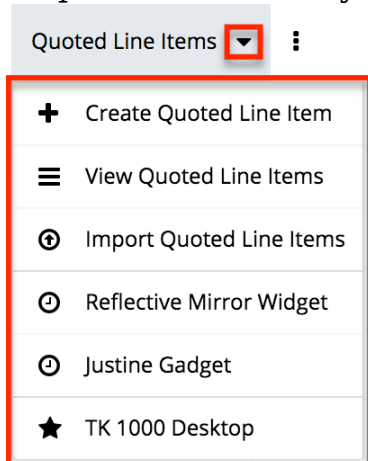 Quoted Line Items
Create Quoted Line Item
View Quoted Line Items
Import Quoted Line Items
Reflective Mirror Widget
Justine Gadget
TK 1000 Desktop